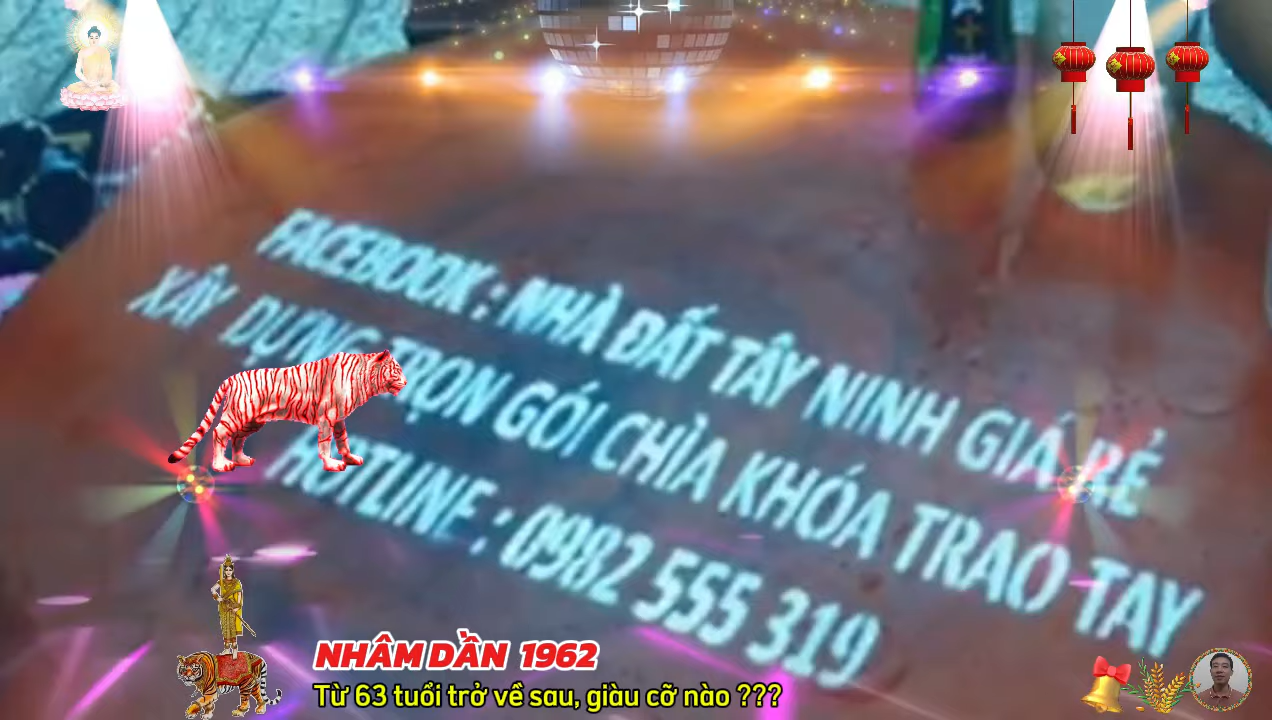 FACEBOOK : NHÀ ĐẤT TÂY NINH GIÁ RẺ
XÂY DỰNG TRỌN GÓI CHÌA KHÓA TRAO TAY
HOTLINE : 0982 555 319
NHÂM DẦN 1962
Từ 63 tuổi trở về sau, giàu cỡ nào ???